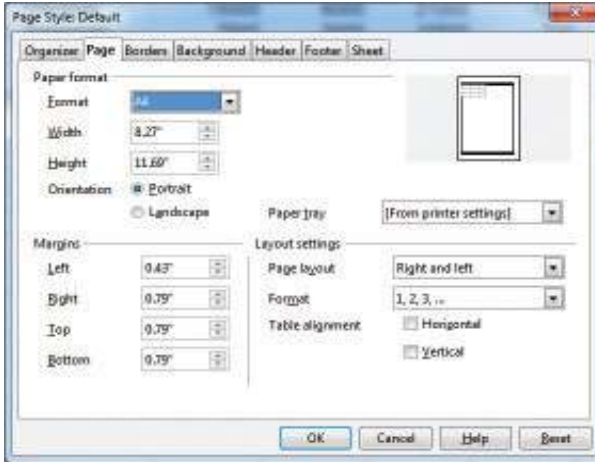 Page Style: Default
Organizer Page Borders Background Header Footer Sheet
Paper format
Format A4
Width 8.27"
Height 11.69"
Orientation Portrait
Landscape
Paper tray [From printer settings]
Margins
Left 0.43"
Right 0.79"
Top 0.79"
Bottom 0.79"
Layout settings
Page layout Right and left
Format 1, 2, 3, ...
Table alignment Horizontal
Vertical
OK Cancel Help Reset